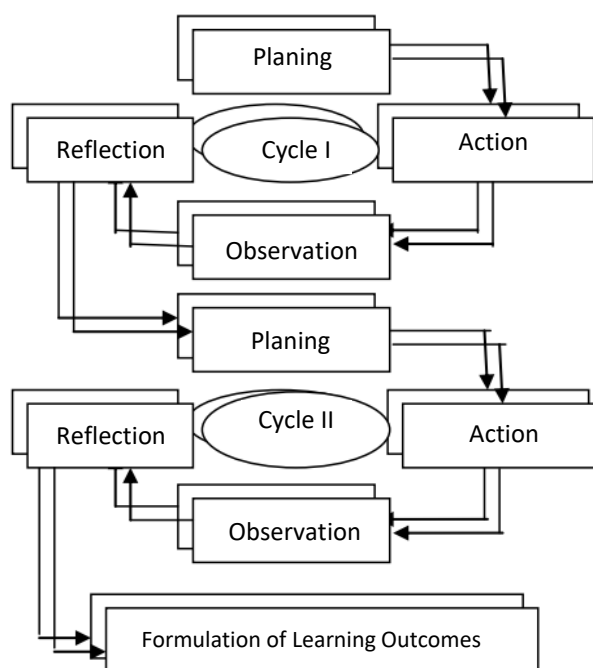 Planing
Reflection
Cycle I
Action
Observation
Planing
Reflection
Cycle II
Action
Observation
Formulation of Learning Outcomes